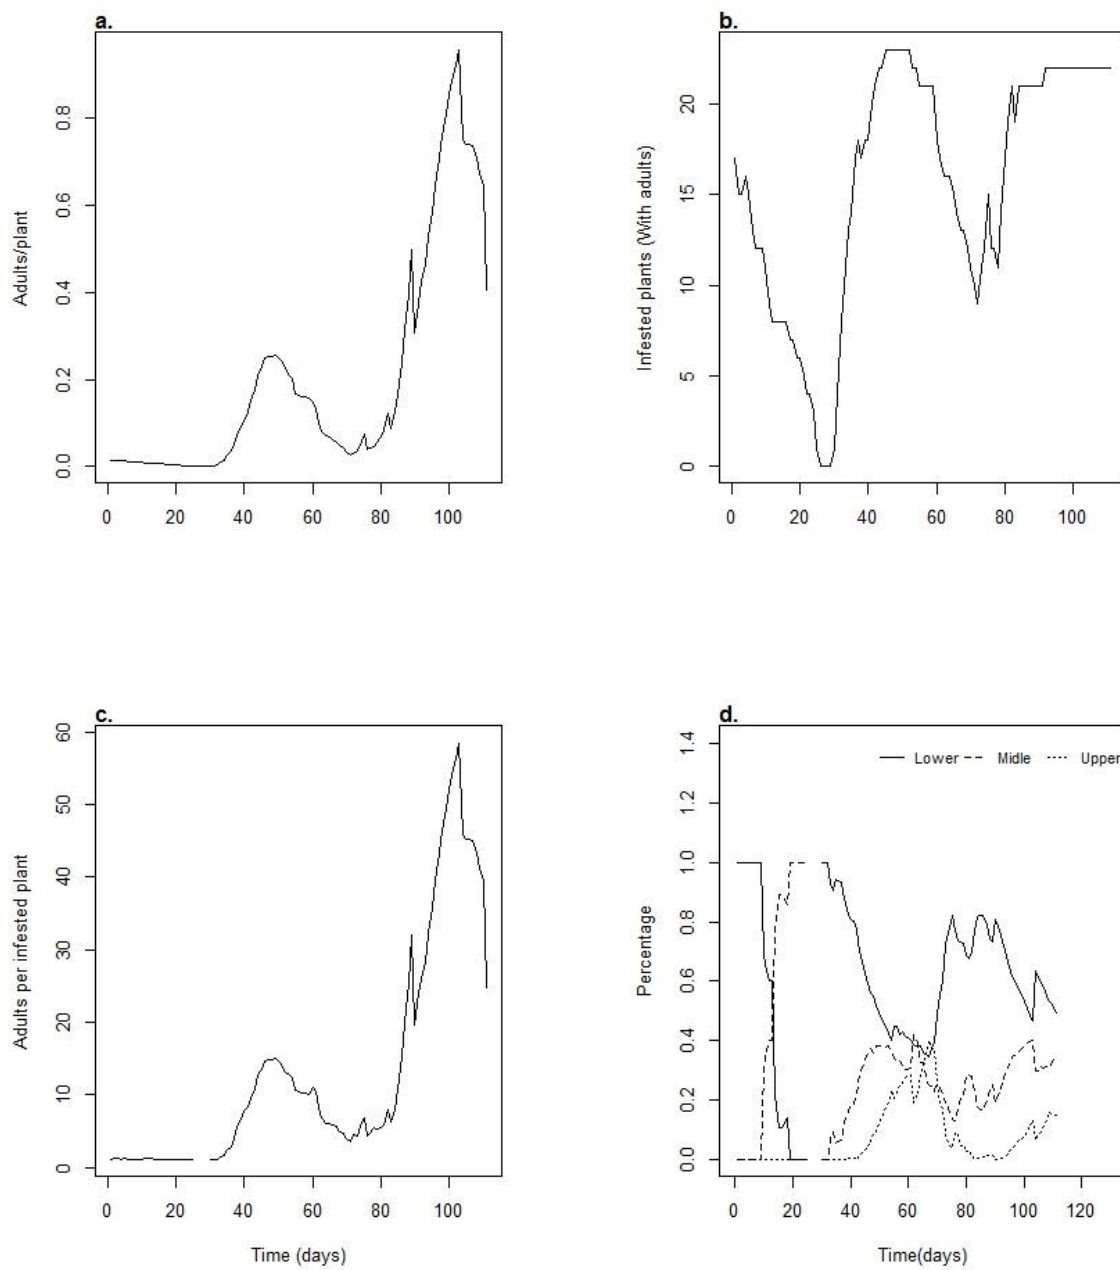 a.
Adults/plant
0.0 0.2 0.4 0.6 0.8
0 20 40 60 80 100
b.
Infested plants (With adults)
0 5 10 15 20
0 20 40 60 80 100
c.
Adults per infested plant
0 10 20 30 40 50 60
0 20 40 60 80 100
Time (days)
d.
Lower Midle Upper
Percentage
0.0 0.2 0.4 0.6 0.8 1.0 1.2 1.4
0 20 40 60 80 100 120
Time(days)